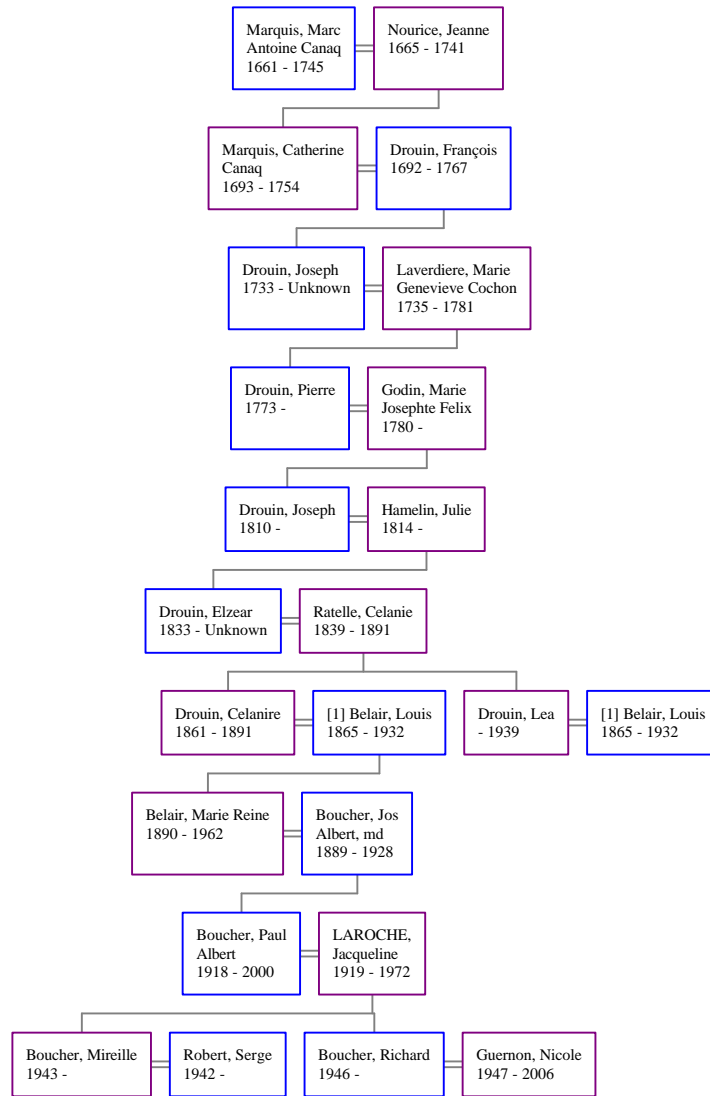 Marquis, Marc
Antoine Canaq
1661 - 1745
Nourice, Jeanne
1665 - 1741
Marquis, Catherine
Canaq
1693 - 1754
Drouin, François
1692 - 1767
Drouin, Joseph
1733 - Unknown
Laverdiere, Marie
Genevieve Cochon
1735 - 1781
Drouin, Pierre
1773 -
Godin, Marie
Josephte Felix
1780 -
Drouin, Joseph
1810 -
Hamelin, Julie
1814 -
Drouin, Elzear
1833 - Unknown
Ratelle, Celanie
1839 - 1891
Drouin, Celanire
1861 - 1891
[1] Belair, Louis
1865 - 1932
Drouin, Lea
- 1939
[1] Belair, Louis
1865 - 1932
Belair, Marie Reine
1890 - 1962
Boucher, Jos
Albert, md
1889 - 1928
Boucher, Paul
Albert
1918 - 2000
LAROCHE,
Jacqueline
1919 - 1972
Boucher, Mireille
1943 -
Robert, Serge
1942 -
Boucher, Richard
1946 -
Guernon, Nicole
1947 - 2006